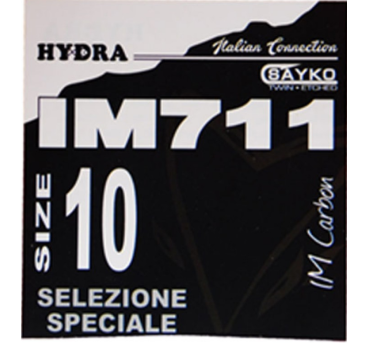 HYDRA
Italian Connection
SAYKO
TWIN • ETCHED
IM711
SIZE 10
IM Carbon
SELEZIONE
SPECIALE